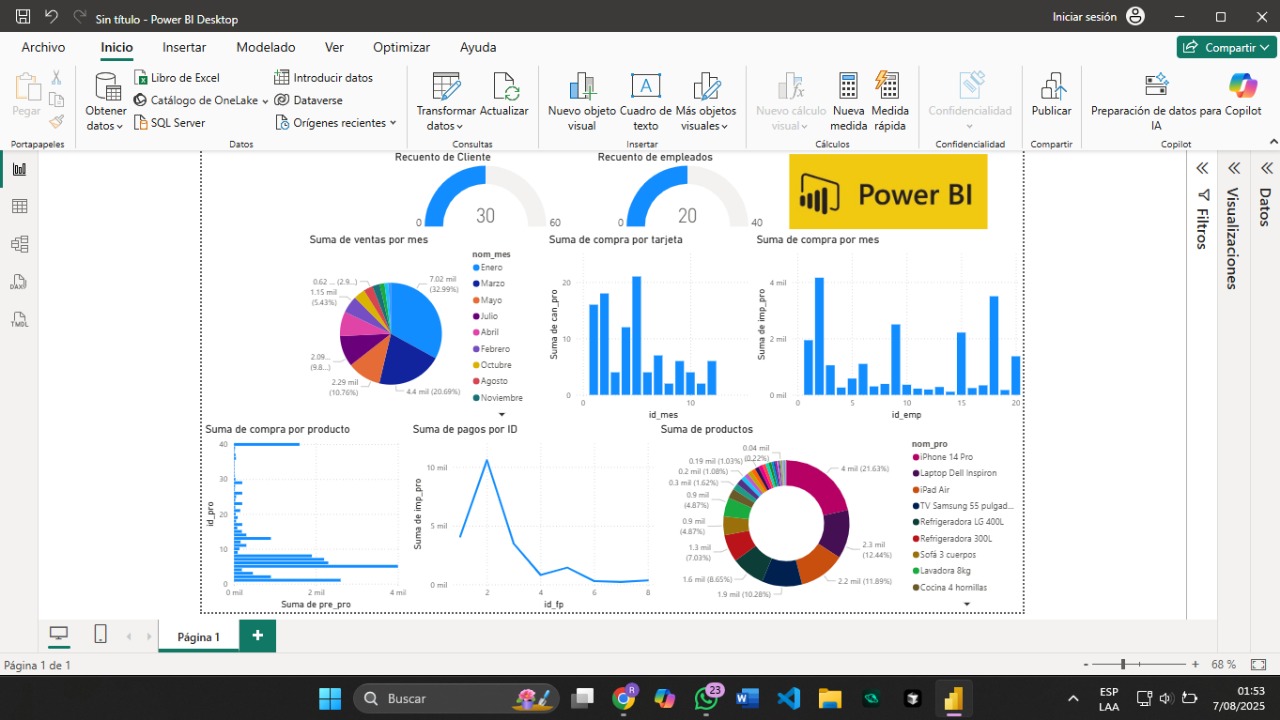 Sin título - Power BI Desktop
Iniciar sesión
Archivo
Inicio
Insertar
Modelado
Ver
Optimizar
Ayuda
Compartir
Pegar
Portapapeles
Obtener datos
Libro de Excel
Catálogo de OneLake
SQL Server
Introducir datos
Dataverse
Orígenes recientes
Datos
Transformar datos
Actualizar
Consultas
Nuevo objeto visual
Cuadro de texto
Más objetos visuales
Insertar
Nuevo cálculo visual
Nueva medida
Medida rápida
Cálculos
Confidencialidad
Confidencialidad
Publicar
Compartir
Preparación de datos para IA
Copilot
Copilot
DAX
TMDL
Recuento de Cliente
0
30
60
Recuento de empleados
0
20
40
Power BI
Suma de ventas por mes
0.62 ... (2.9...
1.15 mil
(5.43%)
2.09...
(9.8...
2.29 mil
(10.76%)
4.4 mil (20.69%)
7.02 mil
(32.99%)
nom_mes
Enero
Marzo
Mayo
Julio
Abril
Febrero
Octubre
Agosto
Noviembre
Suma de compra por tarjeta
Suma de can_pro
20
10
0
0
10
id_mes
Suma de compra por mes
Suma de imp_pro
4 mil
2 mil
0 mil
0
5
10
15
20
id_emp
Suma de compra por producto
id_pro
40
30
20
10
0
0 mil
2 mil
4 mil
Suma de pre_pro
Suma de pagos por ID
Suma de imp_pro
10 mil
5 mil
0 mil
2
4
6
8
id_fp
Suma de productos
0.04 mil
(0.22%)
0.19 mil (1.03%)
0.2 mil (1.08%)
0.3 mil (1.62%)
0.9 mil
(4.87%)
0.9 mil
(4.87%)
1.3 mil
(7.03%)
1.6 mil (8.65%)
1.9 mil (10.28%)
2.2 mil (11.89%)
2.3 mil
(12.44%)
4 mil (21.63%)
nom_pro
iPhone 14 Pro
Laptop Dell Inspiron
iPad Air
TV Samsung 55 pulgad...
Refrigeradora LG 400L
Refrigeradora 300L
Sofá 3 cuerpos
Lavadora 8kg
Cocina 4 hornillas
Filtros
Visualizaciones
Datos
Página 1
Página 1 de 1
- + 68 %
Buscar
R
23
ESP
LAA
01:53
7/08/2025